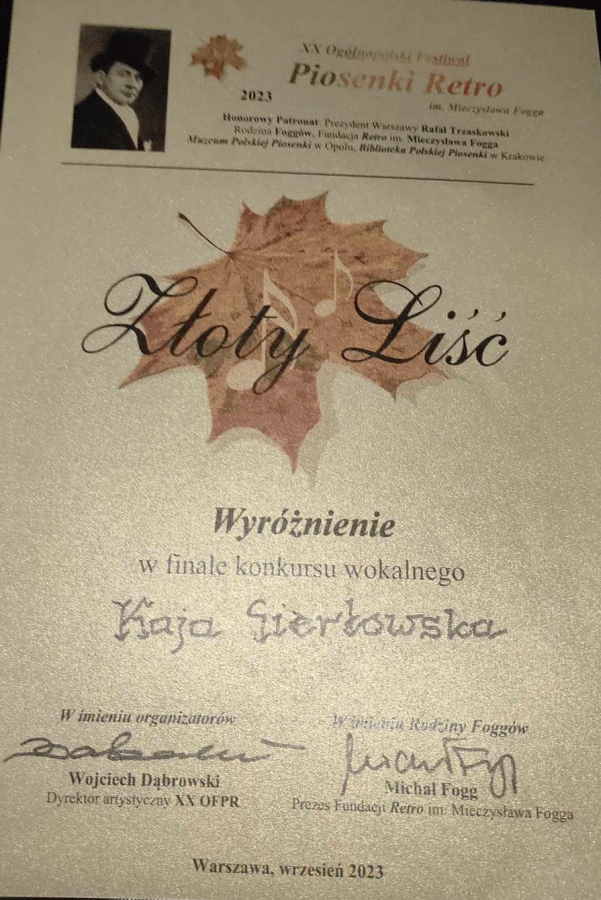 XX Ogólnopolski Festiwal
Piosenki Retro
im. Mieczysława Fogga
2023
Honorowy Patronat: Prezydent Warszawy Rafał Trzaskowski
Rodzina Foggów, Fundacja Retro im. Mieczysława Fogga
Muzeum Polskiej Piosenki w Opolu, Biblioteka Polskiej Piosenki w Krakowie
Złoty Liść
Wyróżnienie
w finale konkursu wokalnego
Kaja Gierłowska
W imieniu organizatorów
Wojciech Dąbrowski
Dyrektor artystyczny XX OFPR
W imieniu Rodziny Foggów
Michał Fogg
Prezes Fundacji Retro im. Mieczysława Fogga
Warszawa, wrzesień 2023